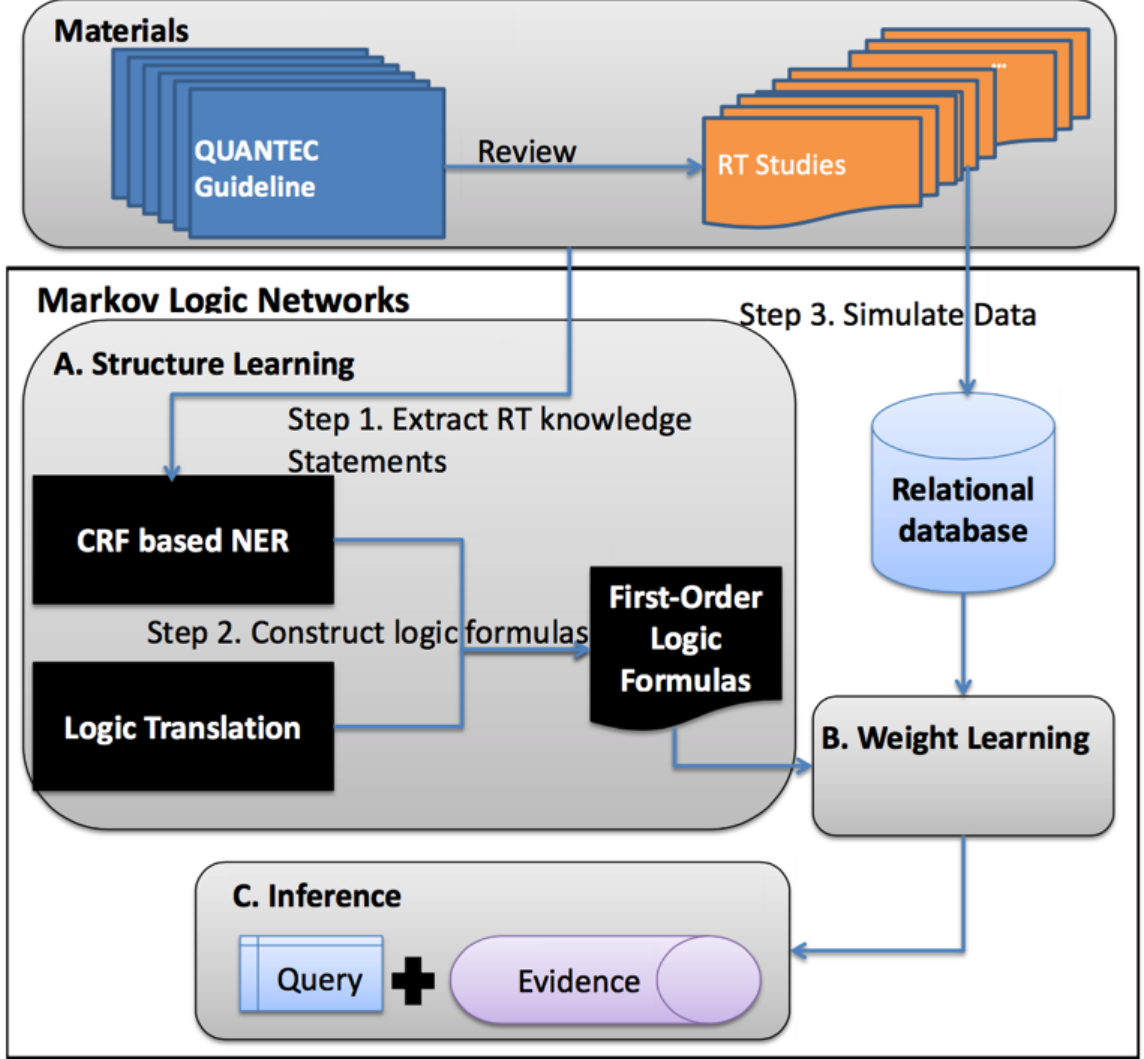 Materials
QUANTEC
Guideline
Review
RT Studies
...
Markov Logic Networks
Step 3. Simulate Data
A. Structure Learning
Step 1. Extract RT knowledge
Statements
CRF based NER
Relational
database
Step 2. Construct logic formulas
First-Order
Logic
Formulas
Logic Translation
B. Weight Learning
C. Inference
Query
Evidence